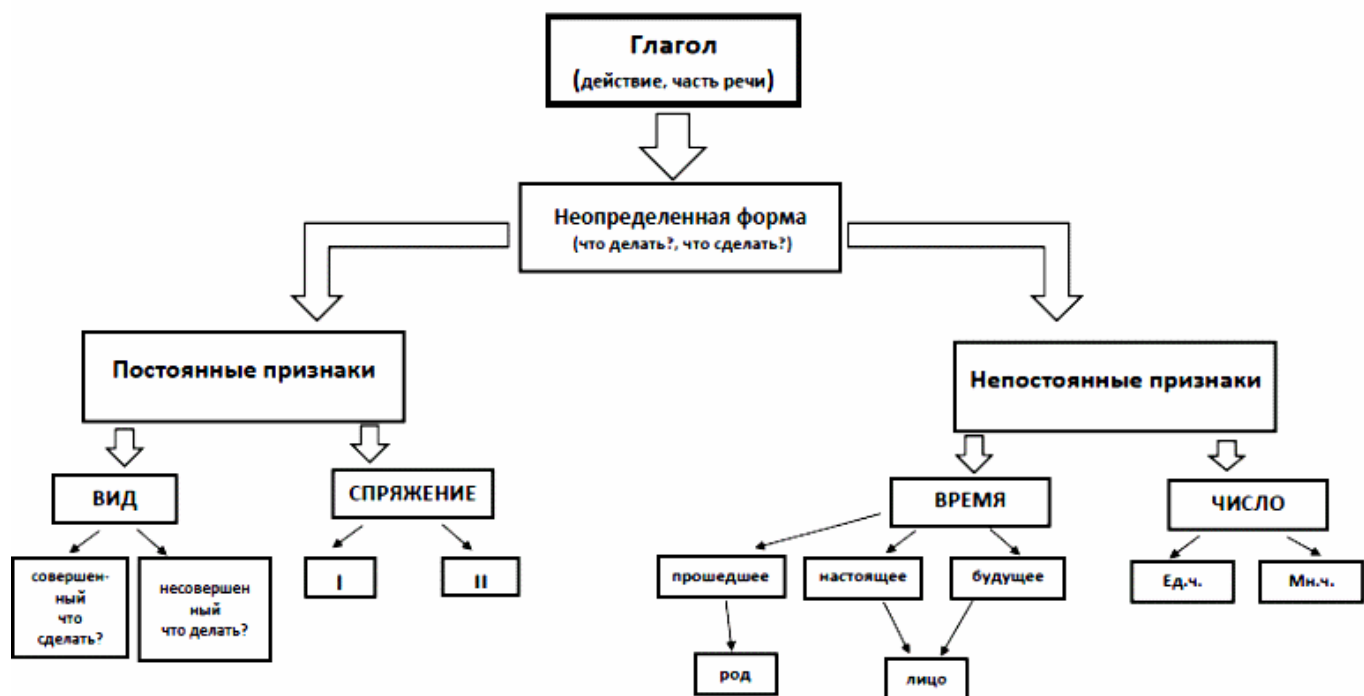 Глагол
(действие, часть речи)
Неопределенная форма
(что делать?, что сделать?)
Постоянные признаки
Непостоянные признаки
ВИД
СПРЯЖЕНИЕ
ВРЕМЯ
ЧИСЛО
совершен-
ный
что
сделать?
несовершен
ный
что делать?
I
II
прошедшее
настоящее
будущее
Ед.ч.
Мн.ч.
род
лицо